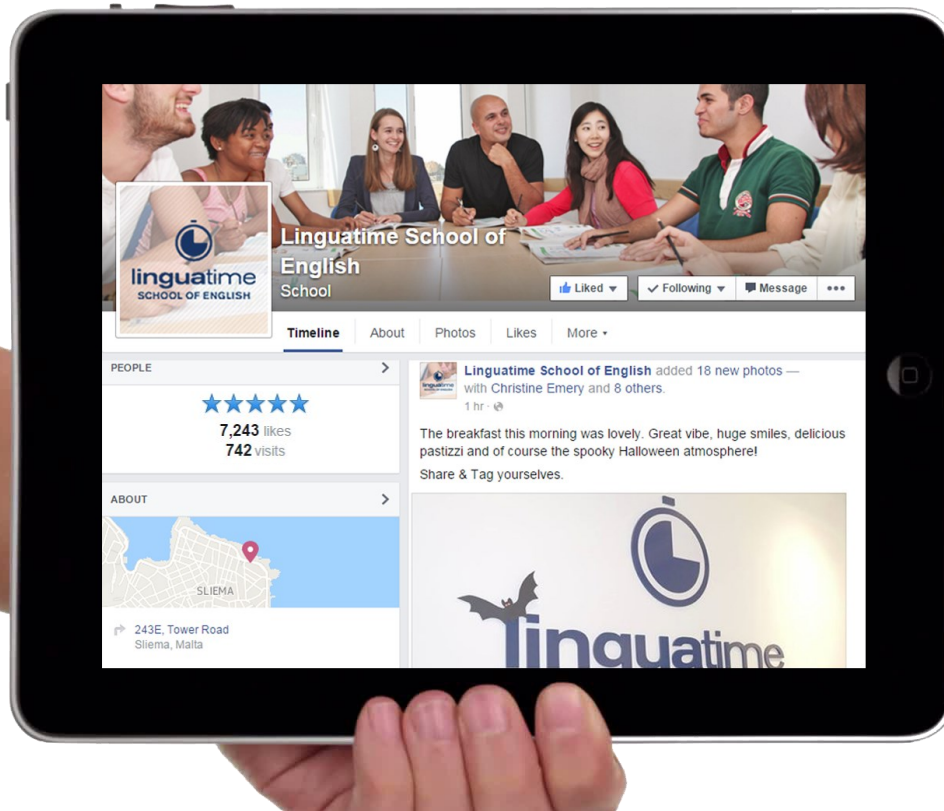 linguatime
SCHOOL OF ENGLISH
Linguatime School of
English
School
Liked
Following
Message
Timeline
About
Photos
Likes
More
PEOPLE
7,243 likes
742 visits
ABOUT
SLIEMA
243E, Tower Road
Sliema, Malta
Linguatime School of English added 18 new photos —
with Christine Emery and 8 others.
1 hr ·
The breakfast this morning was lovely. Great vibe, huge smiles, delicious
pastizzi and of course the spooky Halloween atmosphere!
Share & Tag yourselves.
linguatime